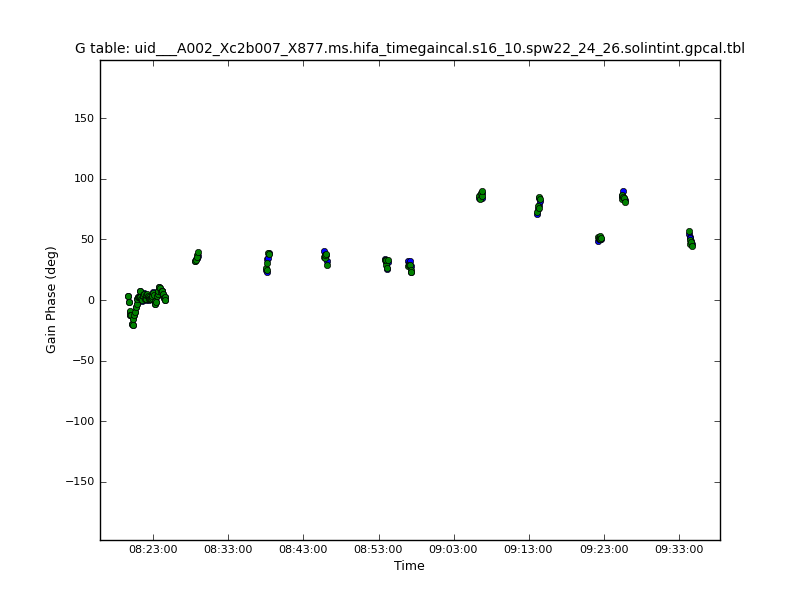 G table: uid___A002_Xc2b007_X877.ms.hifa_timegaincal.s16_10.spw22_24_26.solintint.gpcal.tbl
150
100
50
0
−50
−100
−150
Gain Phase (deg)
08:23:00 08:33:00 08:43:00 08:53:00 09:03:00 09:13:00 09:23:00 09:33:00
Time